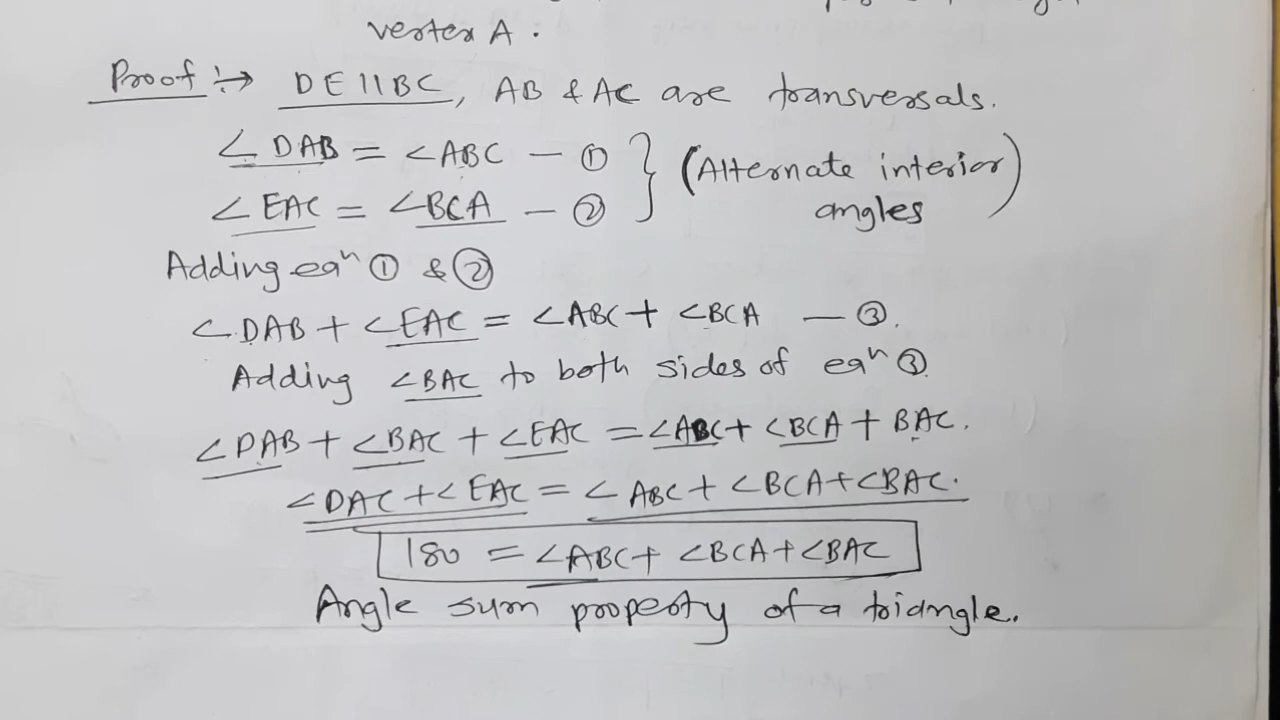 vertex A.
Proof :→ DE || BC, AB & AC are transversals.
∠DAB = ∠ABC - ①
∠EAC = ∠BCA - ②
} (Alternate interior angles)
Adding eqⁿ ① & ②
∠DAB + ∠EAC = ∠ABC + ∠BCA - ③.
Adding ∠BAC to both sides of eqⁿ ③
∠DAB + ∠BAC + ∠EAC = ∠ABC + ∠BCA + BAC.
∠DAC + ∠EAC = ∠ABC + ∠BCA + ∠BAC.
180 = ∠ABC + ∠BCA + ∠BAC
Angle sum property of a triangle.